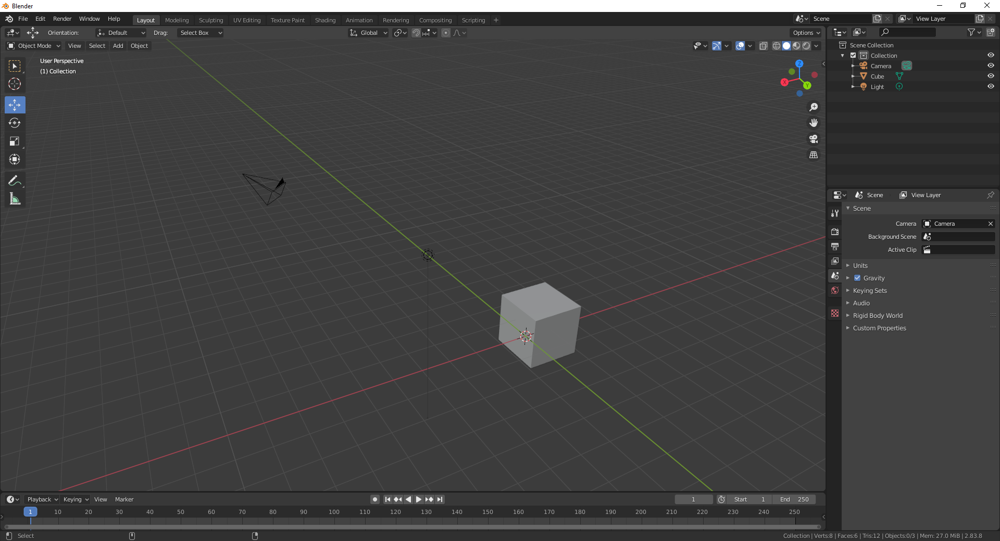 Blender
File Edit Render Window Help Layout Modeling Sculpting UV Editing Texture Paint Shading Animation Rendering Compositing Scripting + Scene View Layer
Orientation: Default Drag: Select Box Global Options
Object Mode View Select Add Object
User Perspective
(1) Collection
Z
X
Y
Scene Collection
Collection
Camera
Cube
Light
Scene View Layer
Scene
Camera Camera
Background Scene
Active Clip
Units
Gravity
Keying Sets
Audio
Rigid Body World
Custom Properties
Playback Keying View Marker 1 Start 1 End 250
1 10 20 30 40 50 60 70 80 90 100 110 120 130 140 150 160 170 180 190 200 210 220 230 240 250
Select Collection | Verts:8 | Faces:6 | Tris:12 | Objects:0/3 | Mem: 27.0 MiB | 2.83.8